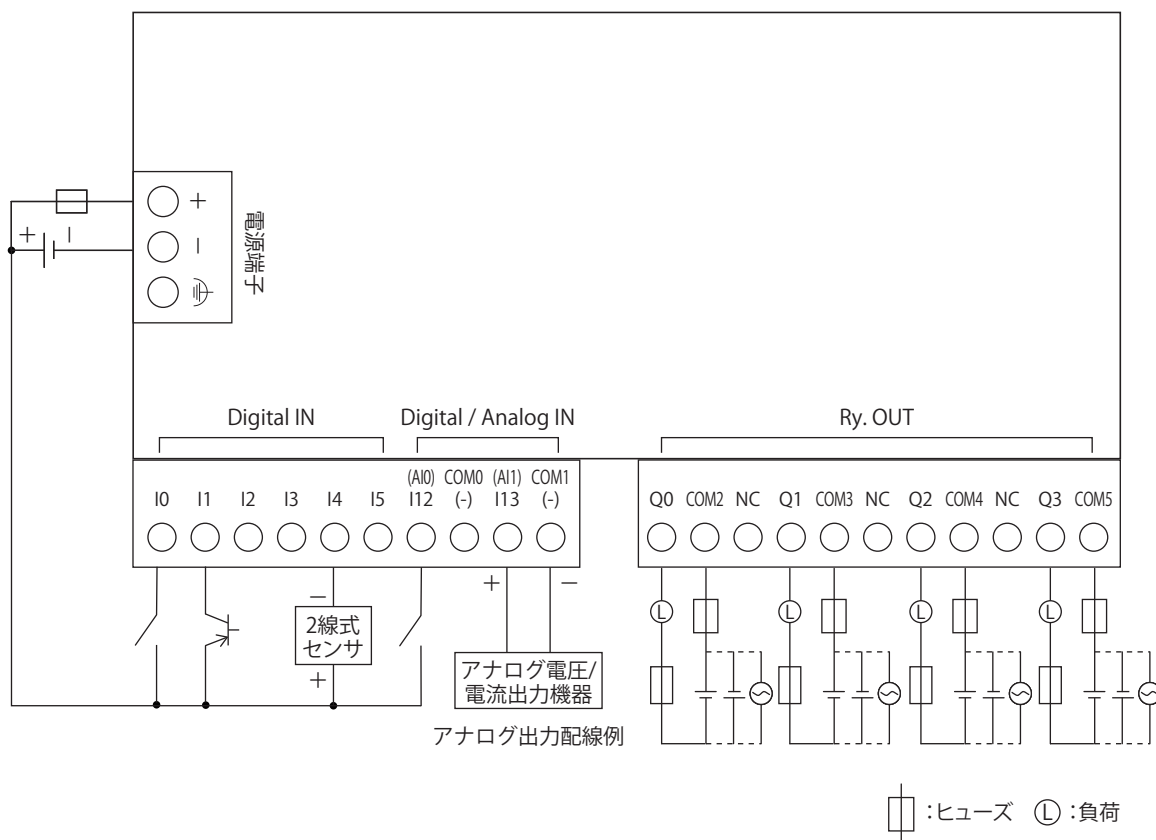 +
−
+ −
電源端子
Digital IN Digital / Analog IN Ry. OUT
(AI0) COM0 (AI1) COM1
I0 I1 I2 I3 I4 I5 I12 (-) I13 (-)
Q0 COM2 NC Q1 COM3 NC Q2 COM4 NC Q3 COM5
− + −
2線式
センサ
+
アナログ電圧/
電流出力機器
アナログ出力配線例
L L L L
:ヒューズ L :負荷